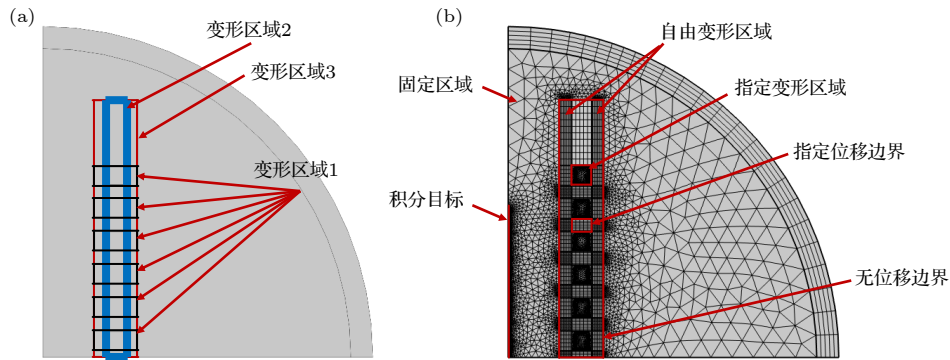 (a)
变形区域2
变形区域3
变形区域1
(b)
自由变形区域
固定区域
指定变形区域
指定位移边界
积分目标
无位移边界